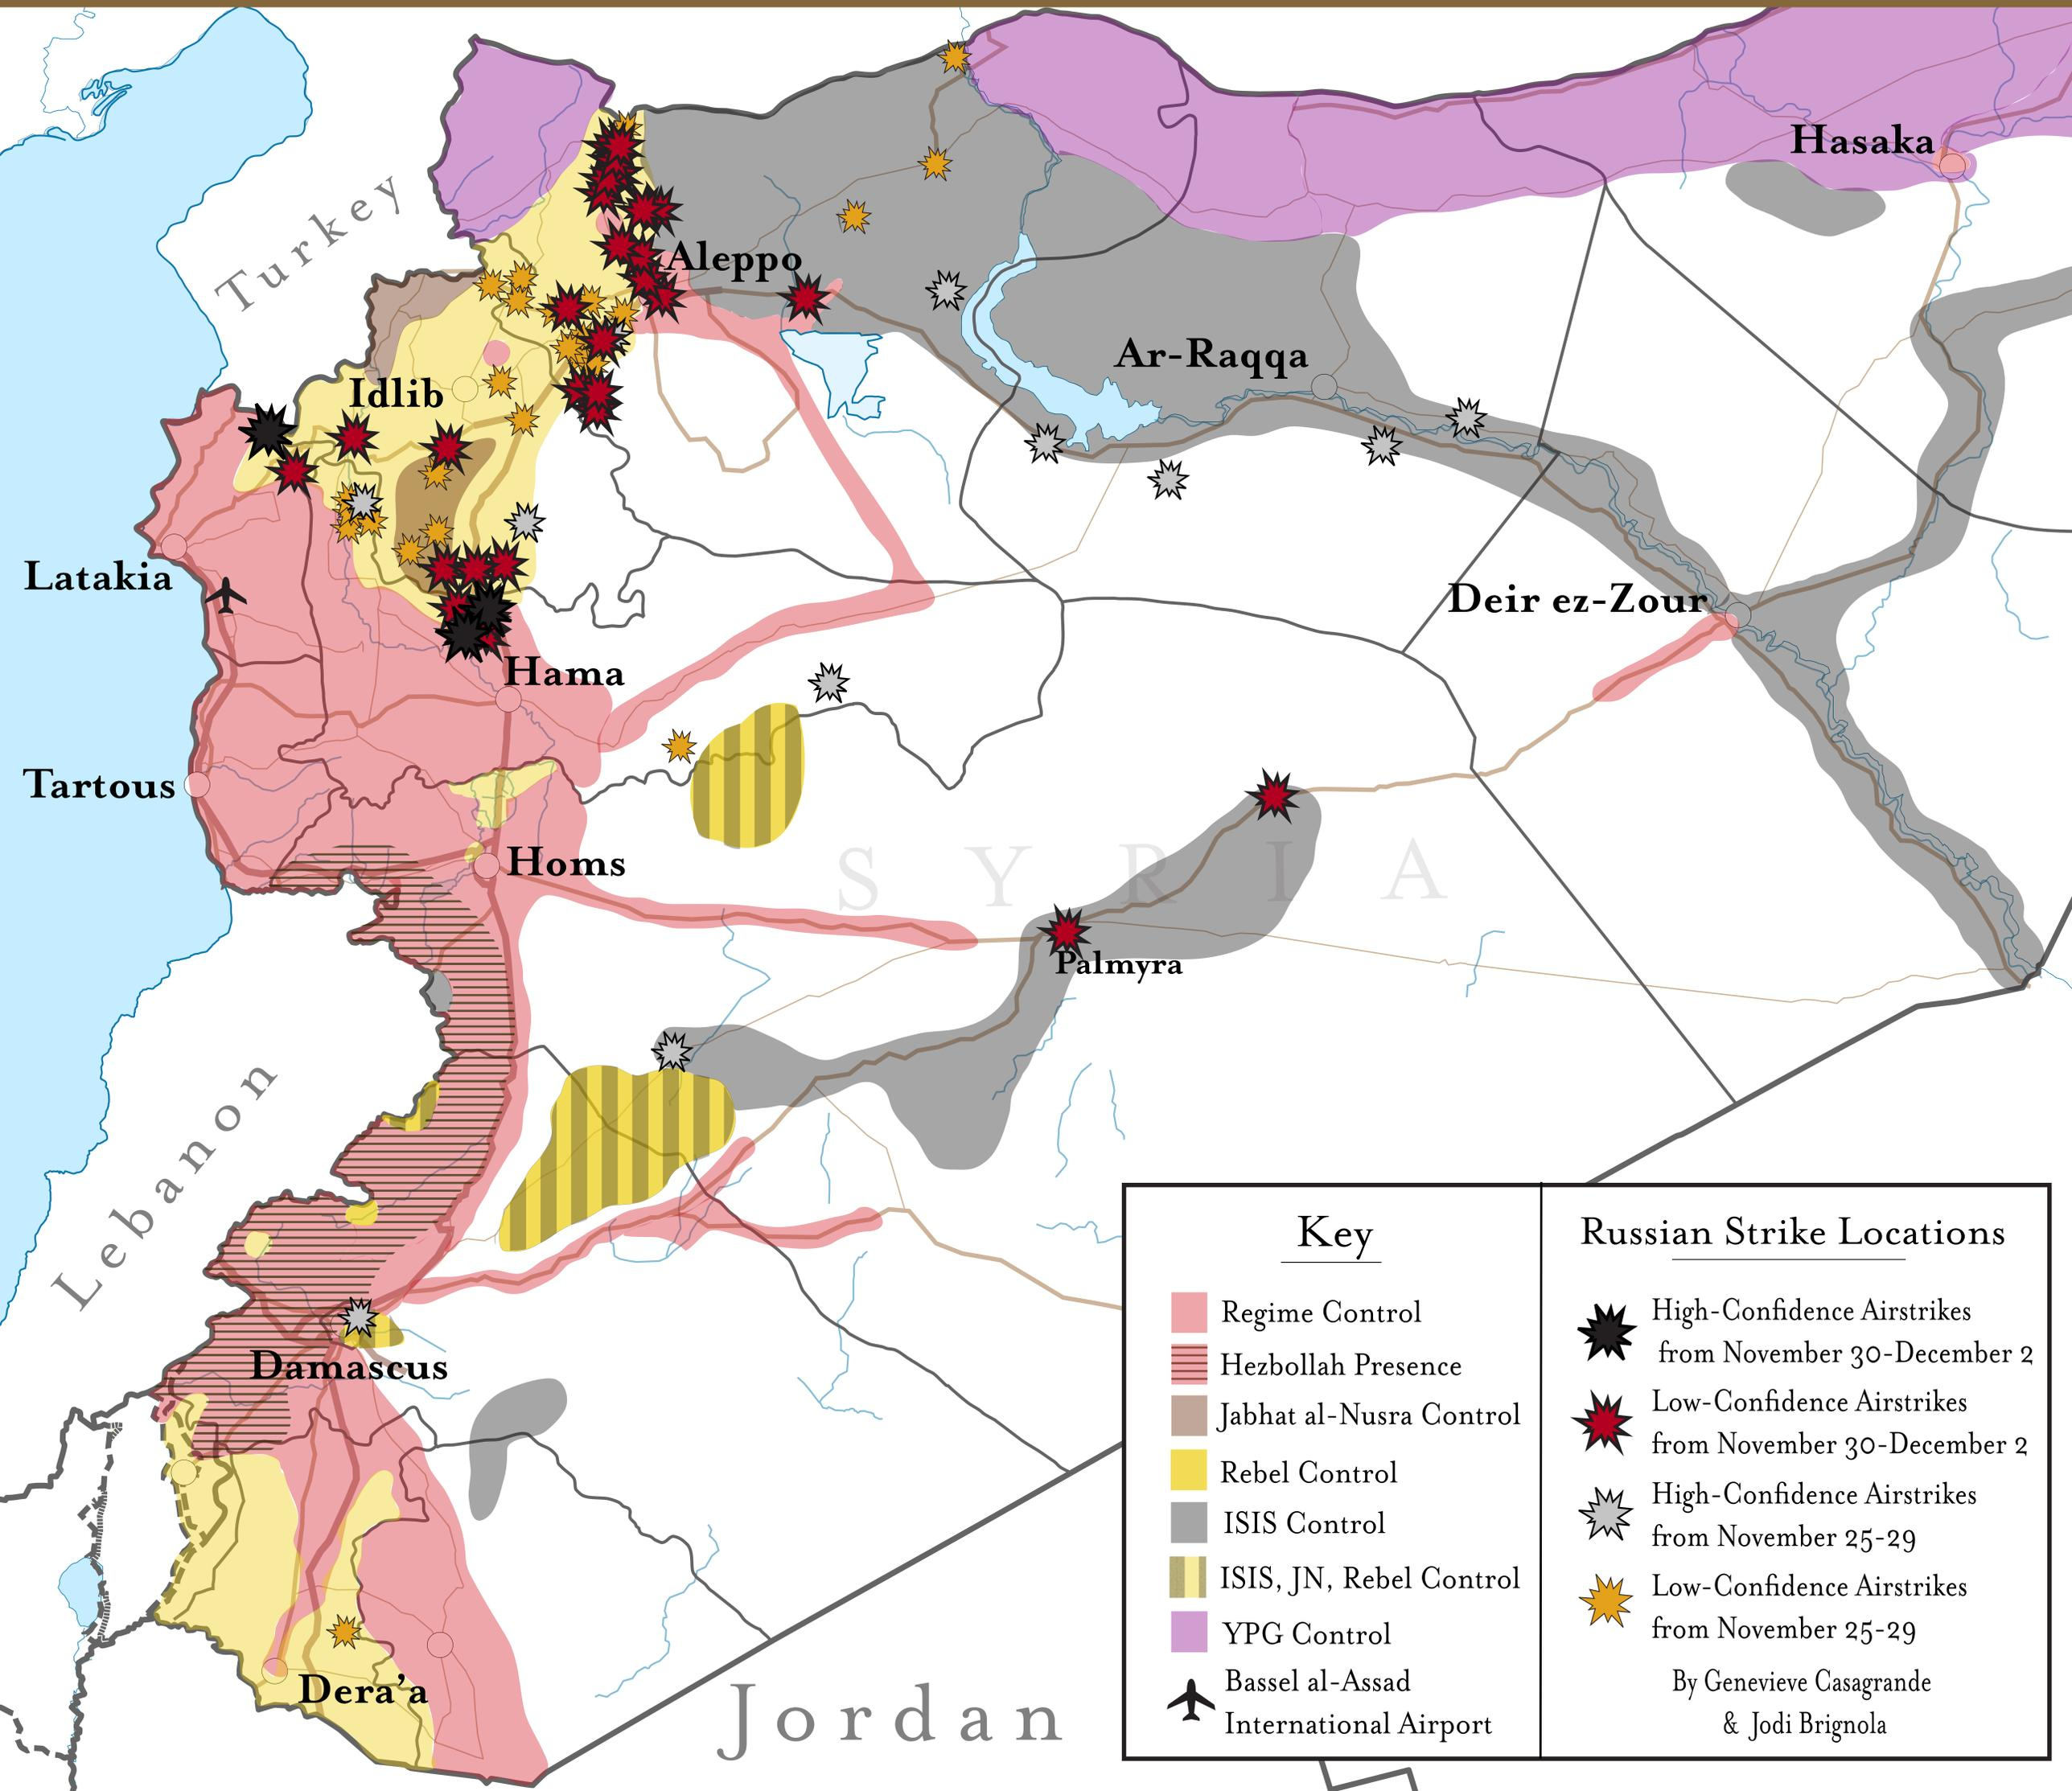 Turkey
Hasaka
Aleppo
Ar-Raqqa
Idlib
Latakia
Deir ez-Zour
Hama
Tartous
Homs
SYRIA
Palmyra
Lebanon
Damascus
Dera'a
Jordan
Key
Regime Control
Hezbollah Presence
Jabhat al-Nusra Control
Rebel Control
ISIS Control
ISIS, JN, Rebel Control
YPG Control
Bassel al-Assad
International Airport
Russian Strike Locations
High-Confidence Airstrikes
from November 30-December 2
Low-Confidence Airstrikes
from November 30-December 2
High-Confidence Airstrikes
from November 25-29
Low-Confidence Airstrikes
from November 25-29
By Genevieve Casagrande
& Jodi Brignola